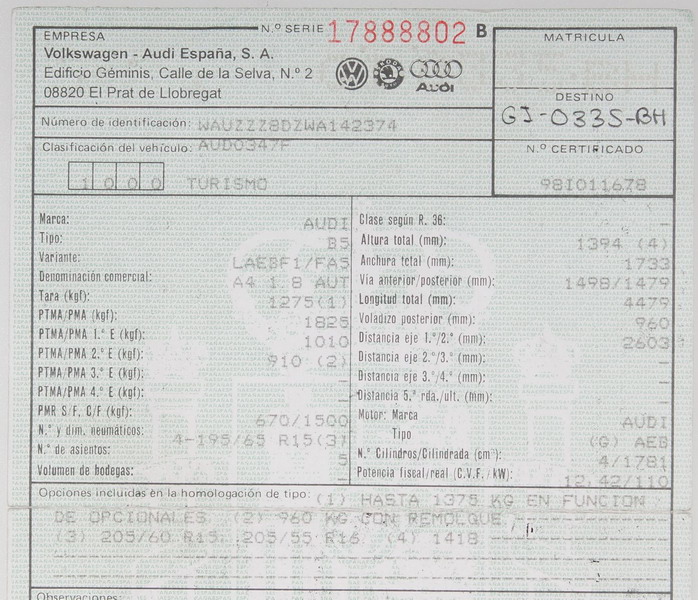 EMPRESA
N.º SERIE 17888802 B
Volkswagen - Audi España, S. A.
Edificio Géminis, Calle de la Selva, N.º 2
08820 El Prat de Llobregat
Audi
MATRICULA
DESTINO
GI-0335-BH
N.º CERTIFICADO
98I011678
Número de identificación: WAUZZZ8DZWA142374
Clasificación del vehículo: AUD0347F
1000 TURISMO
Marca: AUDI
Tipo: B5
Variante: LAEBF1/FA5
Denominación comercial: A4 1.8 AUT
Tara (kgf): 1275(1)
PTMA/PMA (kgf): 1825
PTMA/PMA 1.ª E (kgf): 1010
PTMA/PMA 2.ª E (kgf): 910 (2)
PTMA/PMA 3.ª E (kgf): –
PTMA/PMA 4.ª E (kgf): –
PMR S/F, C/F (kgf): 670/1500
N.º y dim. neumáticos: 4-195/65 R15(3)
N.º de asientos: 5
Volumen de bodegas: –
Clase según R. 36: –
Altura total (mm): 1394 (4)
Anchura total (mm): 1733
Via anterior/posterior (mm): 1498/1479
Longitud total (mm): 4479
Voladizo posterior (mm): 960
Distancia eje 1.º/2.º (mm): 2603
Distancia eje 2.º/3.º (mm): –
Distancia eje 3.º/4.º (mm): –
Distancia 5.ª rda./ult. (mm): –
Motor: Marca AUDI
Tipo (G) AEB
N.º Cilindros/Cilindrada (cm³): 4/1781
Potencia fiscal/real (C.V.F./kW): 12,42/110
Opciones incluidas en la homologación de tipo: (1) HASTA 1375 KG EN FUNCION
DE OPCIONALES (2) 960 KG CON REMOLQUE
(3) 205/60 R15, 205/55 R16. (4) 1418
Observaciones: